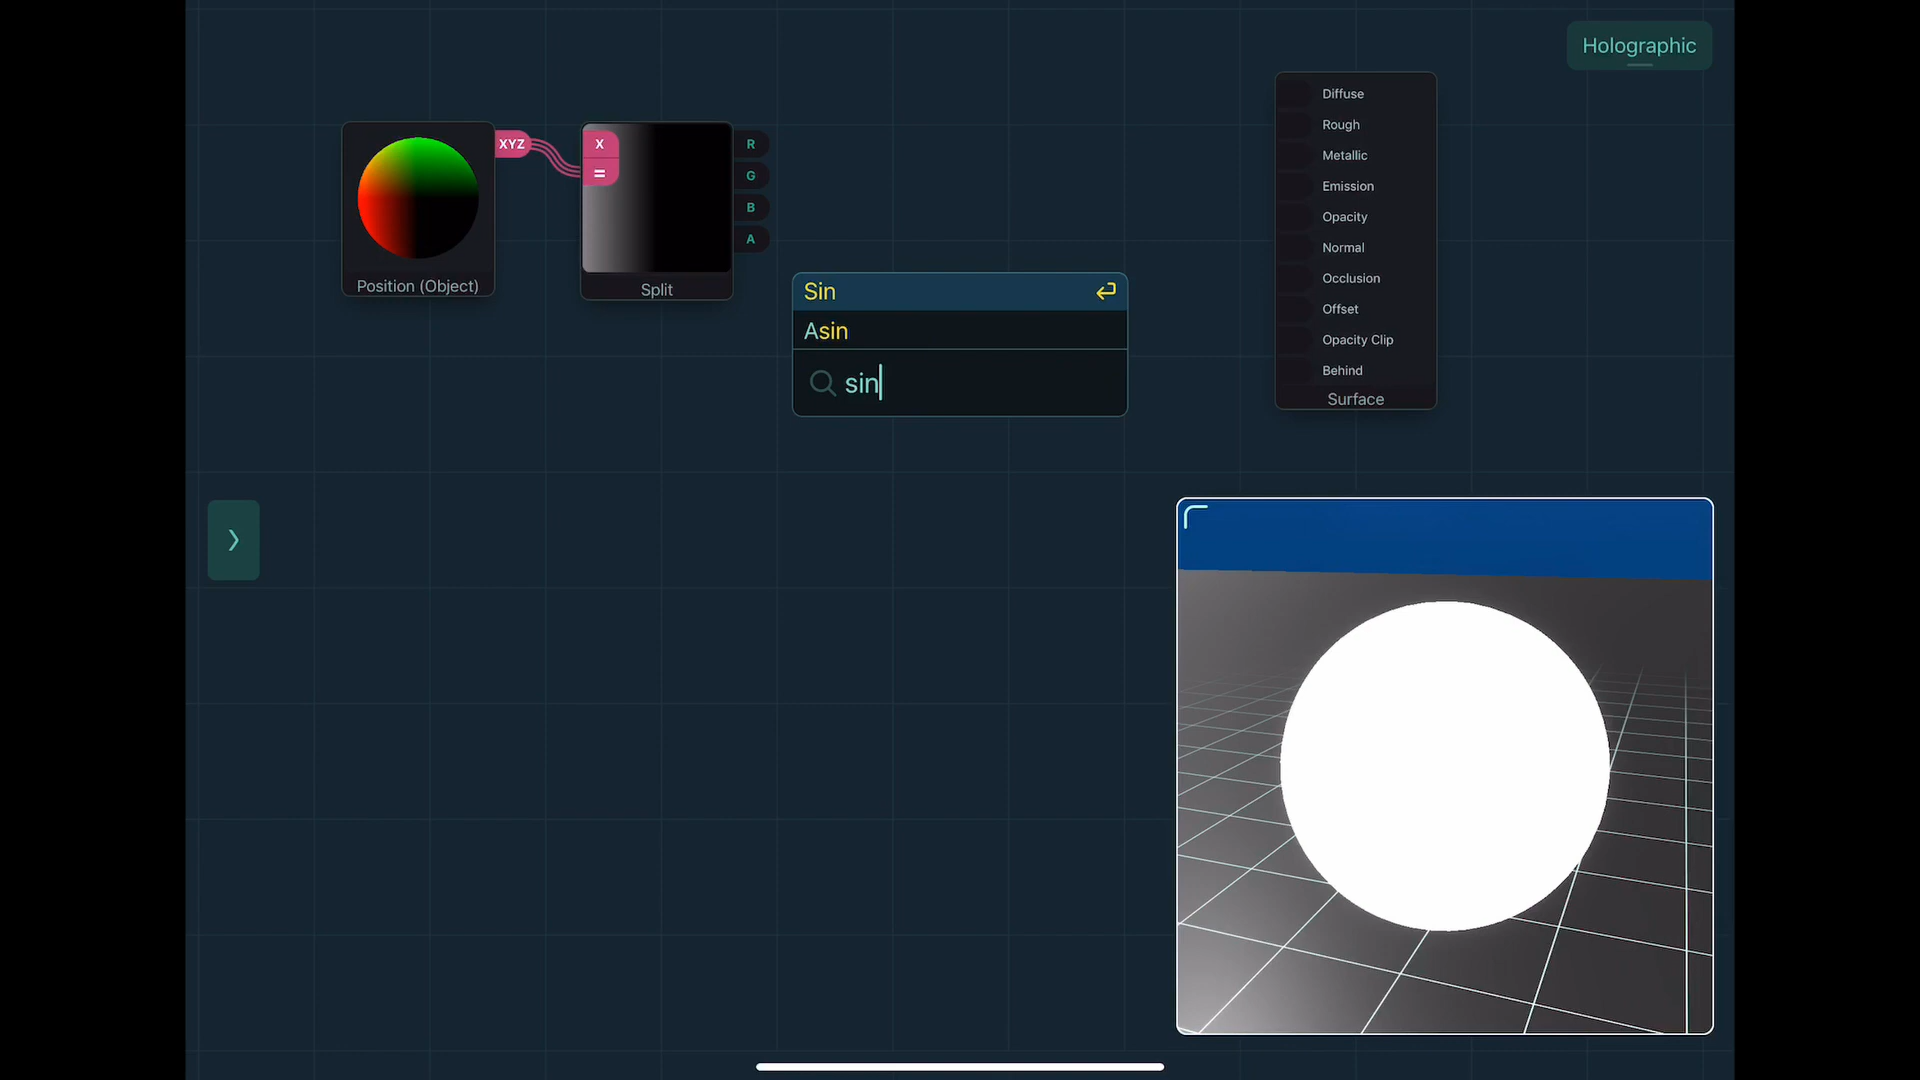 Holographic
XYZ
Position (Object)
X
=
R
G
B
A
Split
Sin
Asin
sin
Diffuse
Rough
Metallic
Emission
Opacity
Normal
Occlusion
Offset
Opacity Clip
Behind
Surface